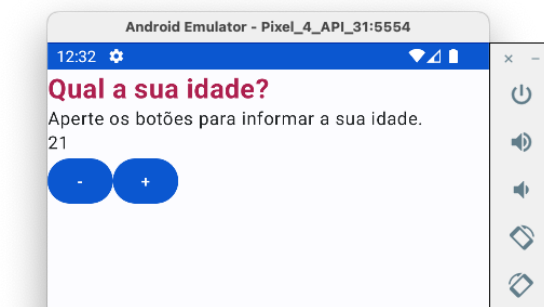 Android Emulator - Pixel_4_API_31:5554
12:32
Qual a sua idade?
Aperte os botões para informar a sua idade.
21
- +